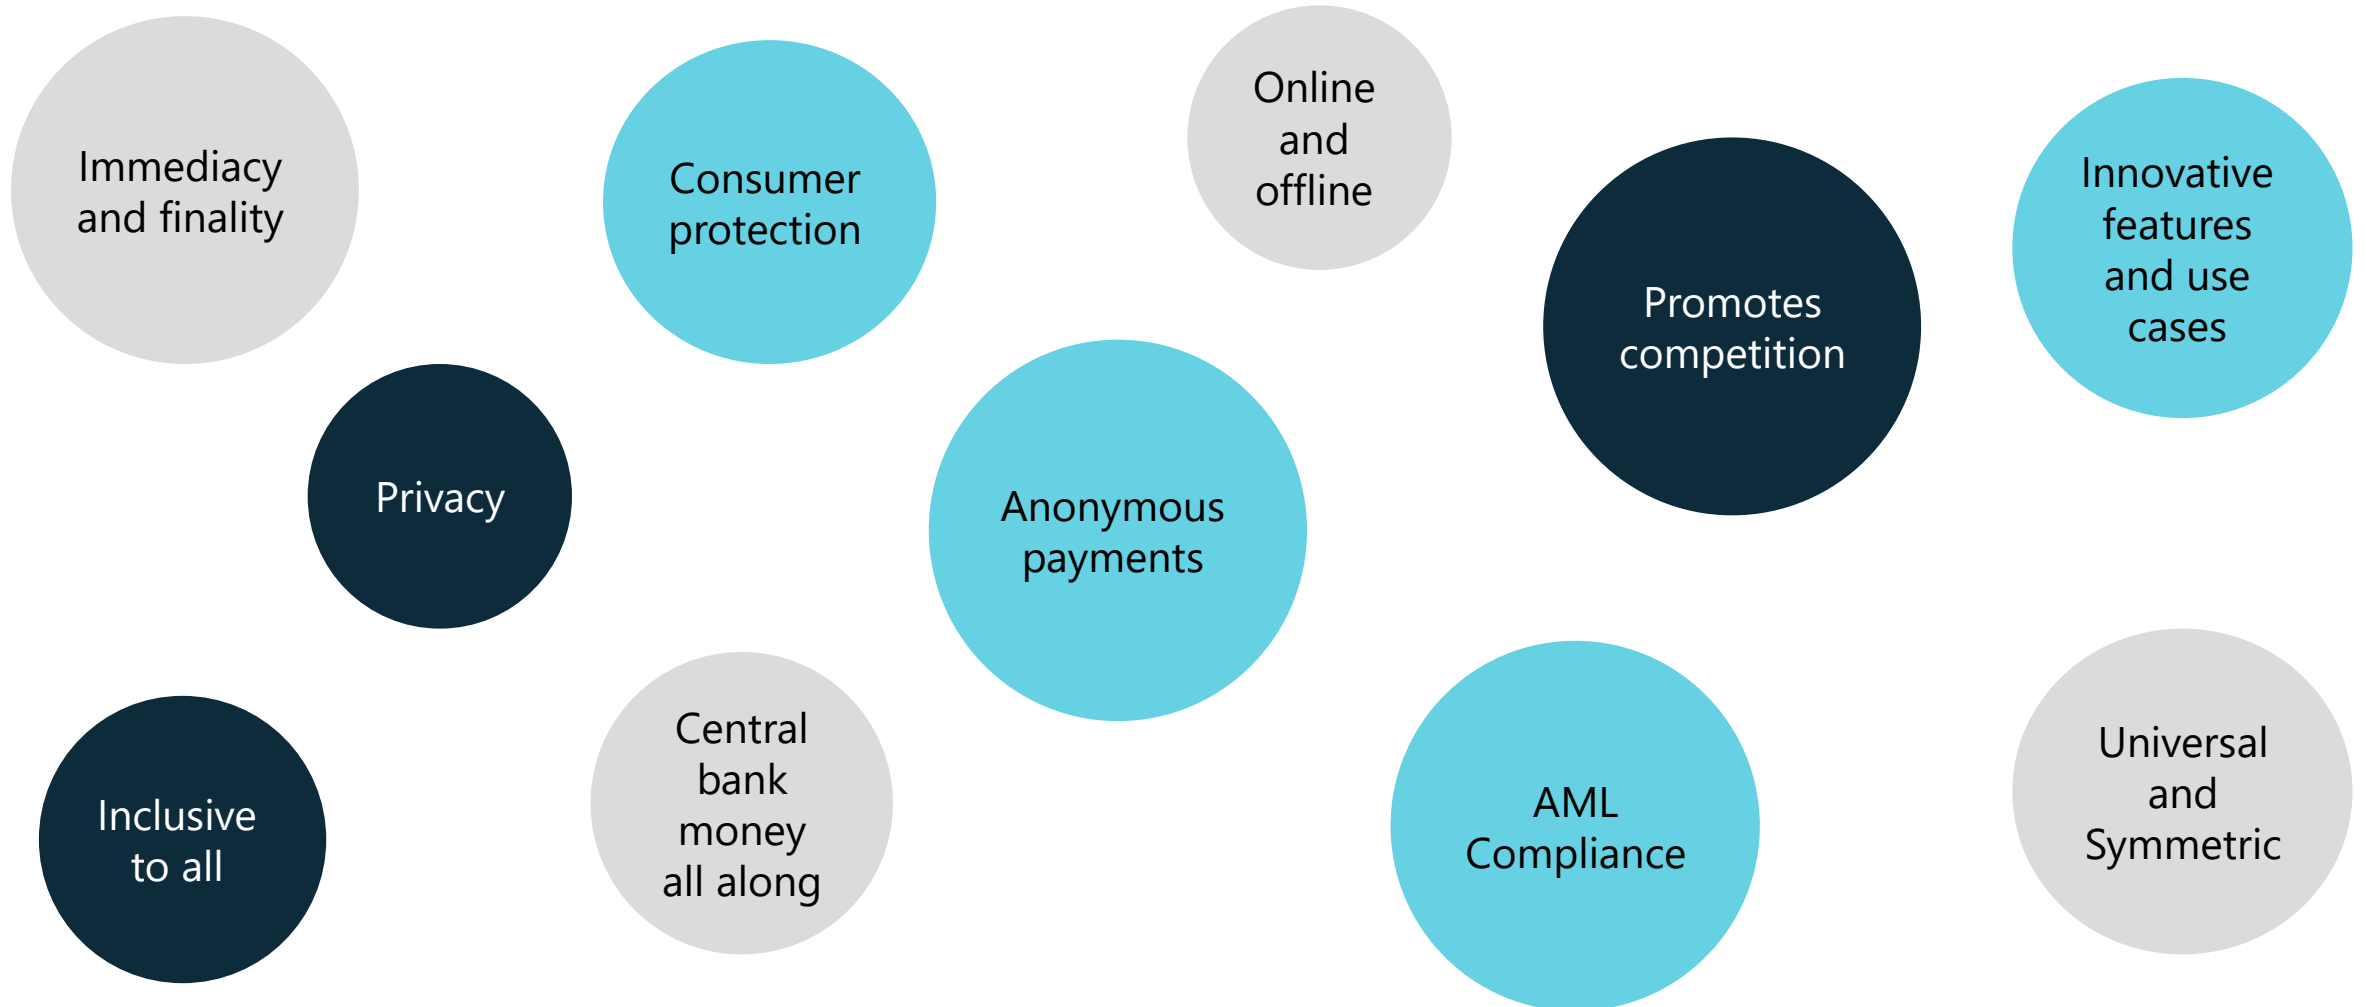 Immediacy
and finality
Consumer
protection
Online
and
offline
Promotes
competition
Innovative
features
and use
cases
Privacy
Anonymous
payments
Inclusive
to all
Central
bank
money
all along
AML
Compliance
Universal
and
Symmetric